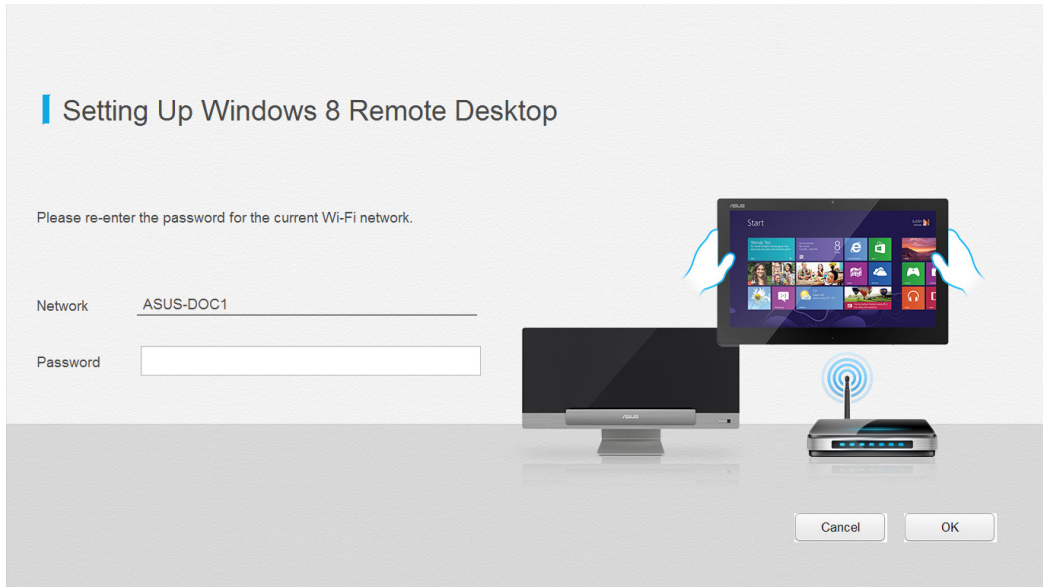 Setting Up Windows 8 Remote Desktop
Please re-enter the password for the current Wi-Fi network.
ASUS
Start
8
Network
ASUS-DOC1
Password
ASUS
Cancel
OK